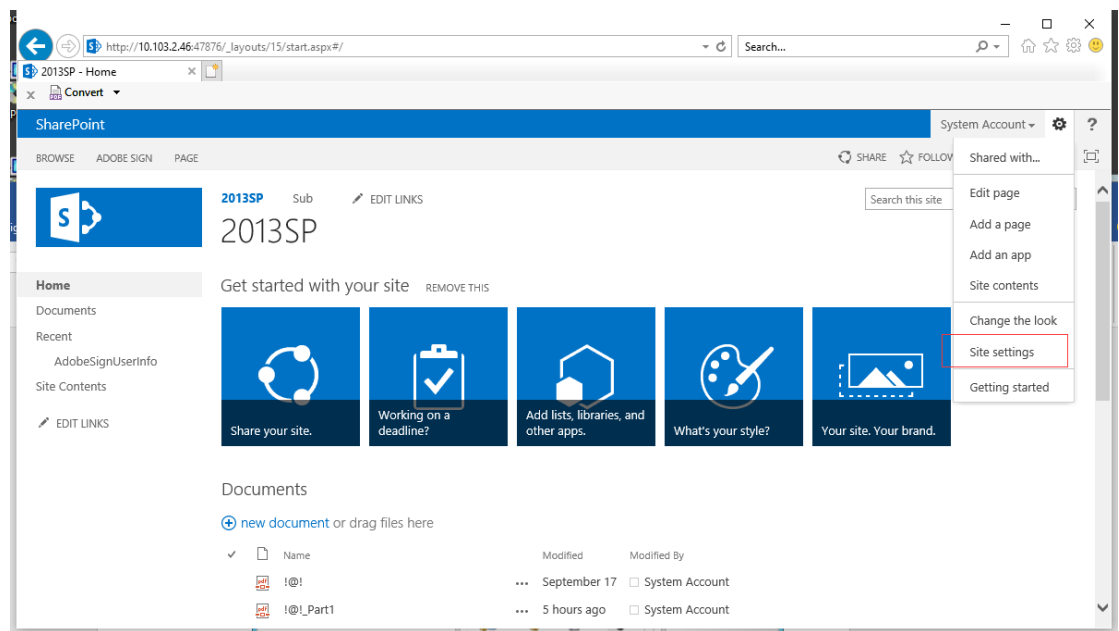 http://10.103.2.46:47876/_layouts/15/start.aspx#/
Search...
2013SP - Home
x Convert
SharePoint
System Account
?
BROWSE ADOBE SIGN PAGE
SHARE FOLLOW
Shared with...
Edit page
Add a page
Add an app
Site contents
Change the look
Site settings
Getting started
S
2013SP Sub EDIT LINKS
Search this site
2013SP
Home
Documents
Recent
AdobeSignUserInfo
Site Contents
EDIT LINKS
Get started with your site REMOVE THIS
Share your site.
Working on a
deadline?
Add lists, libraries, and
other apps.
What's your style?
Your site. Your brand.
Documents
new document or drag files here
Name Modified Modified By
!@! ... September 17 System Account
!@!_Part1 ... 5 hours ago System Account